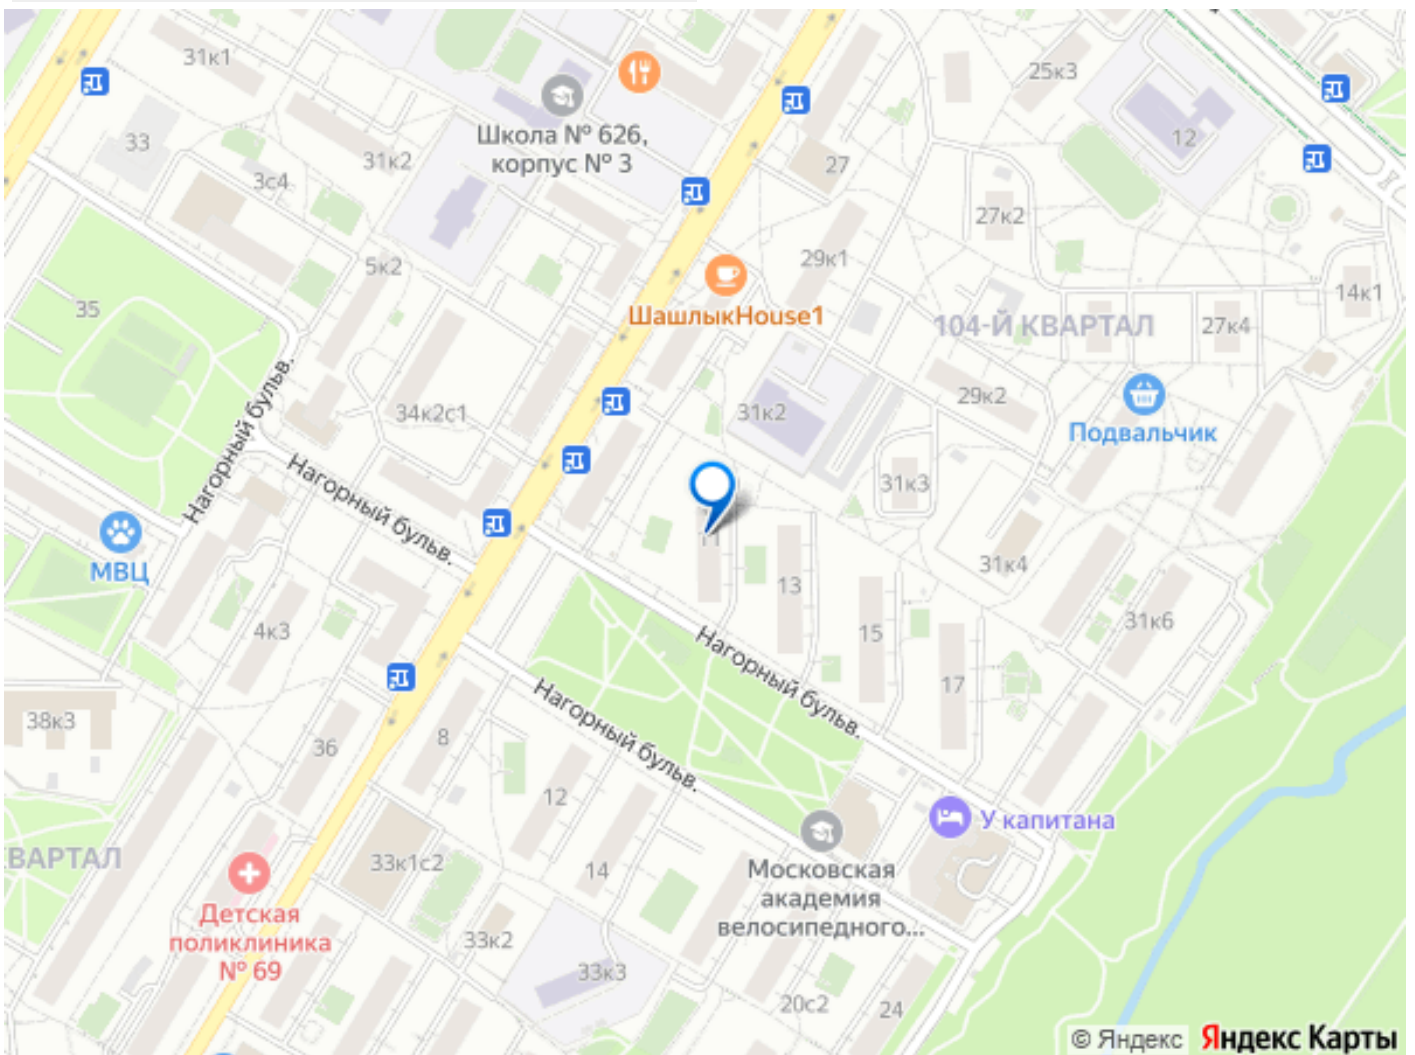 31к1
25к3
33
Школа № 626,
корпус № 3
12
31к2
27
3с4
27к2
5к2
29к1
14к1
35
ШашлыкHouse1
104-Й КВАРТАЛ
27к4
Нагорный бульв.
34к2с1
31к2
29к2
Подвальчик
Нагорный бульв.
31к3
11
МВЦ
31к4
13
4к3
15
31к6
Нагорный бульв.
17
Нагорный бульв.
38к3
36
8
12
У капитана
КВАРТАЛ
33к1с2
14
Московская
академия
велосипедного...
Детская
поликлиника
№ 69
33к2
33к3
20с2
24
© Яндекс Яндекс Карты